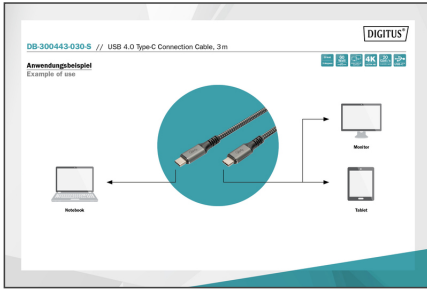 DIGITUS®
DB-300443-030-S // USB 4.0 Type-C Connection Cable, 3 m
Anwendungsbeispiel
Example of use
4K
Monitor
Notebook
Tablet